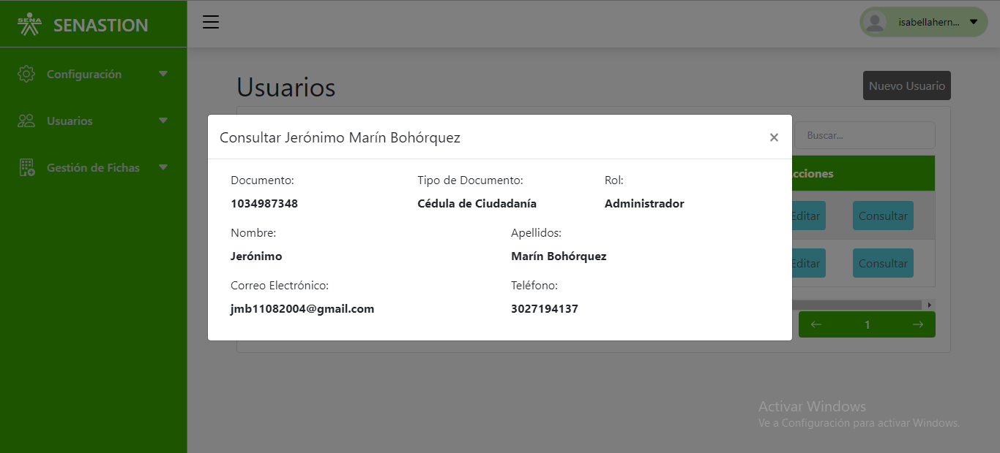 SENA
SENASTION
isabellahern...
Configuración
Usuarios
Gestión de Fichas
Usuarios
Nuevo Usuario
Buscar...
Consultar Jerónimo Marín Bohórquez
×
Documento: Tipo de Documento: Rol:
1034987348 Cédula de Ciudadanía Administrador
Nombre: Apellidos:
Jerónimo Marín Bohórquez
Correo Electrónico: Teléfono:
jmb11082004@gmail.com 3027194137
cciones
Editar Consultar
Editar Consultar
← 1 →
Activar Windows
Ve a Configuración para activar Windows.